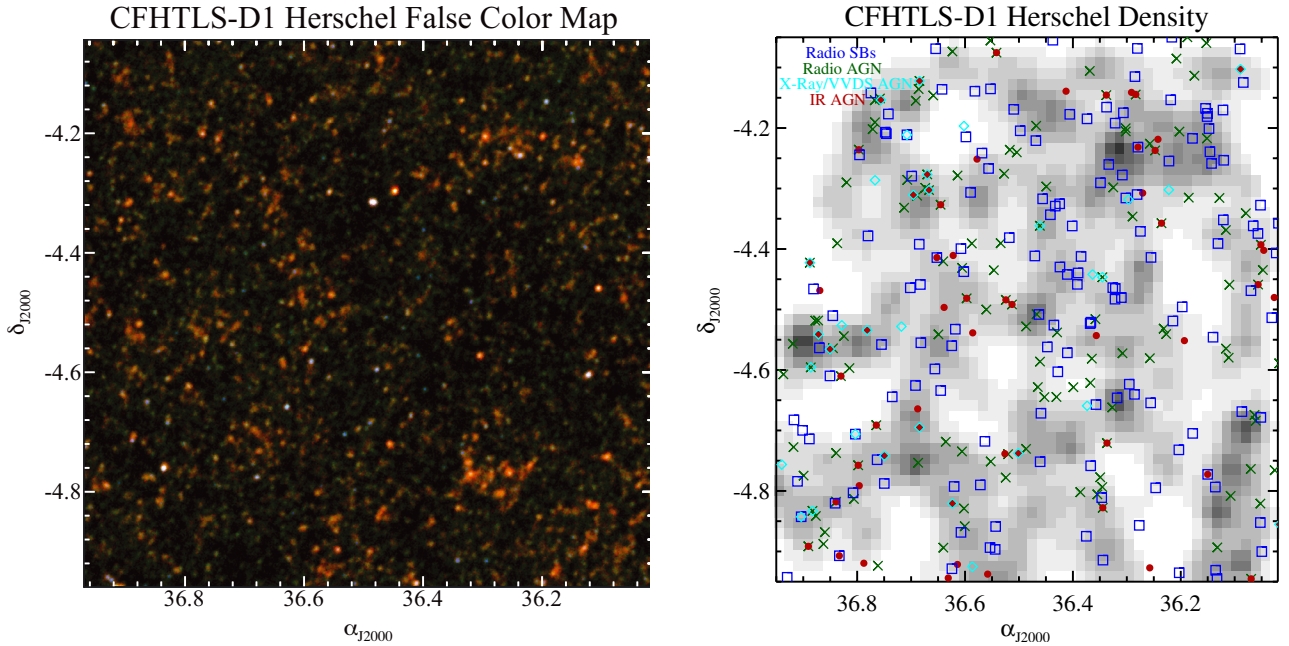 CFHTLS-D1 Herschel False Color Map
-4.2
-4.4
-4.6
-4.8
δJ2000
36.8
36.6
36.4
36.2
αJ2000
CFHTLS-D1 Herschel Density
Radio SBs
Radio AGN
X-Ray/VVDS AGN
IR AGN
-4.2
-4.4
-4.6
-4.8
δJ2000
36.8
36.6
36.4
36.2
αJ2000